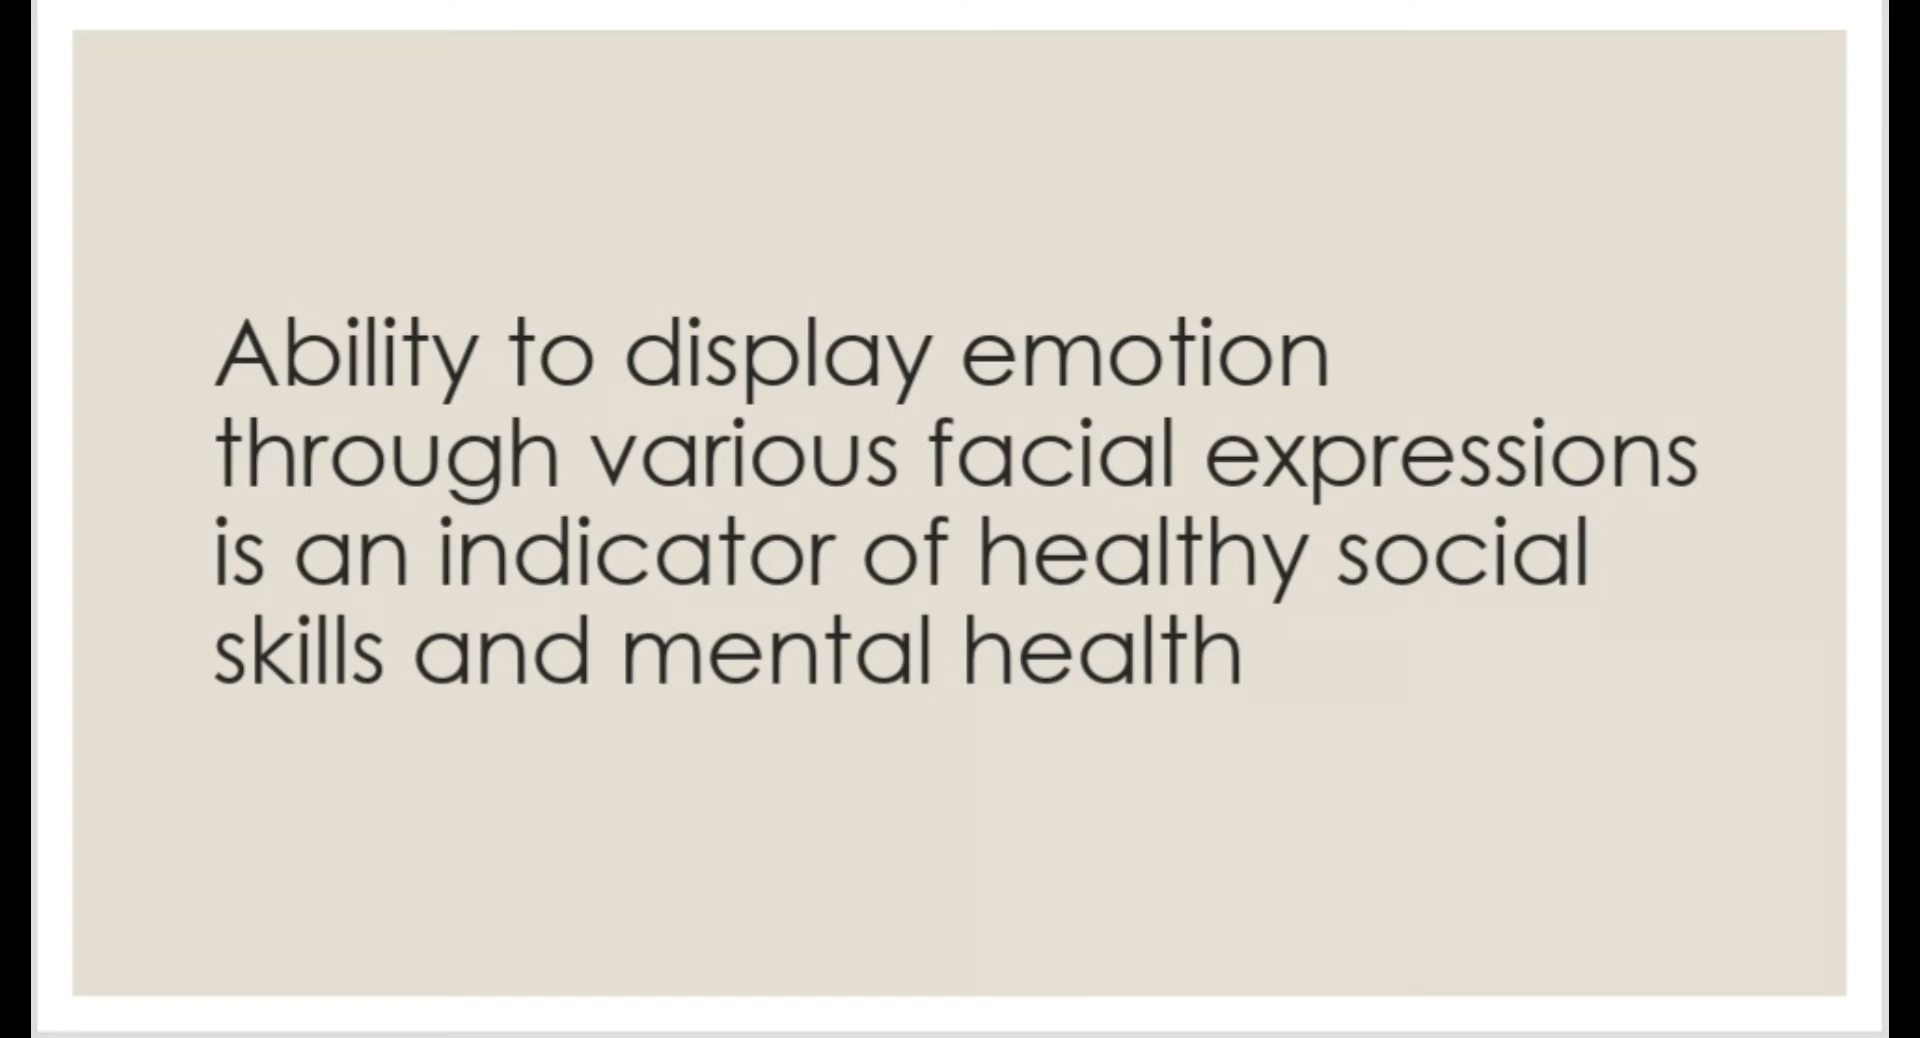 Ability to display emotion
through various facial expressions
is an indicator of healthy social
skills and mental health